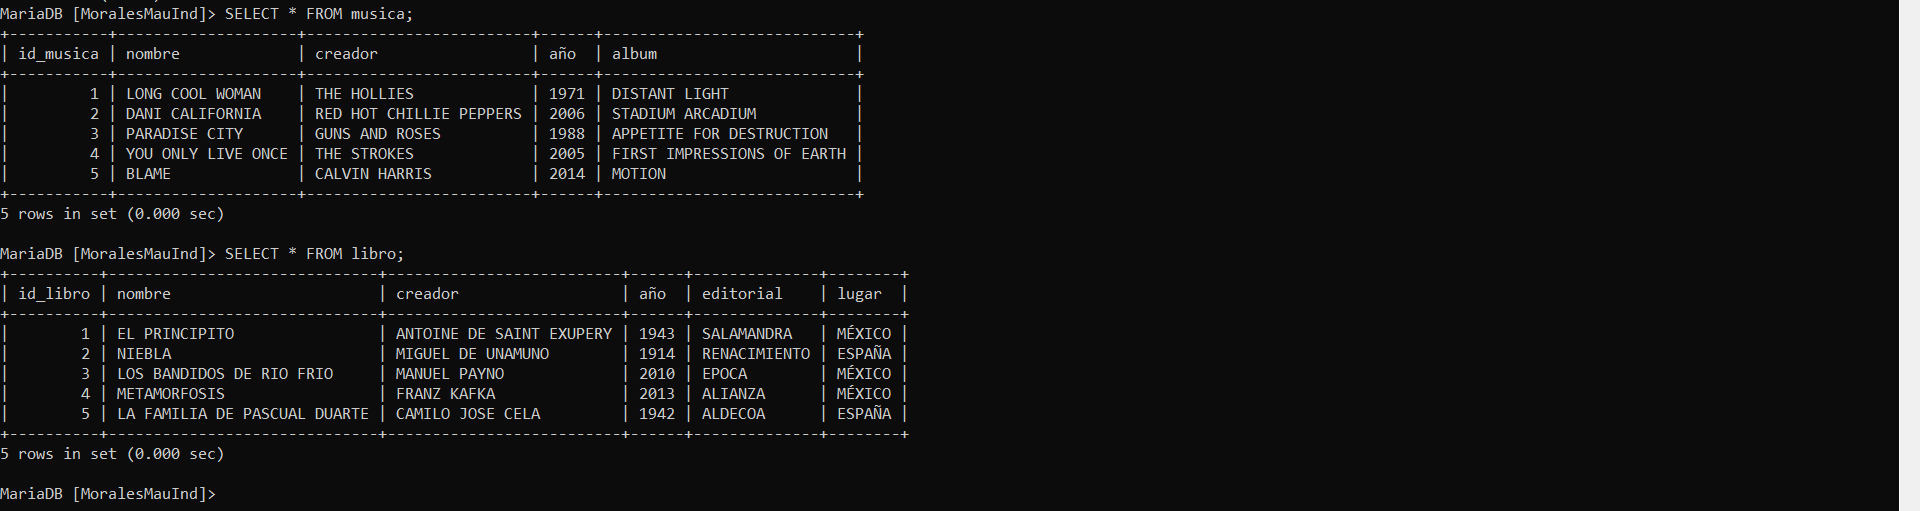 MariaDB [MoralesMauInd]> SELECT * FROM musica;
+-----------+--------------------+-------------------------+------+---------------------------+
| id_musica | nombre             | creador                 | año  | album                     |
+-----------+--------------------+-------------------------+------+---------------------------+
|         1 | LONG COOL WOMAN    | THE HOLLIES             | 1971 | DISTANT LIGHT             |
|         2 | DANI CALIFORNIA    | RED HOT CHILLIE PEPPERS | 2006 | STADIUM ARCADIUM          |
|         3 | PARADISE CITY      | GUNS AND ROSES          | 1988 | APPETITE FOR DESTRUCTION  |
|         4 | YOU ONLY LIVE ONCE | THE STROKES             | 2005 | FIRST IMPRESSIONS OF EARTH |
|         5 | BLAME              | CALVIN HARRIS           | 2014 | MOTION                    |
+-----------+--------------------+-------------------------+------+---------------------------+
5 rows in set (0.000 sec)
MariaDB [MoralesMauInd]> SELECT * FROM libro;
+----------+------------------------------+--------------------------+------+--------------+--------+
| id_libro | nombre                       | creador                  | año  | editorial    | lugar  |
+----------+------------------------------+--------------------------+------+--------------+--------+
|        1 | EL PRINCIPITO                | ANTOINE DE SAINT EXUPERY | 1943 | SALAMANDRA   | MÉXICO |
|        2 | NIEBLA                       | MIGUEL DE UNAMUNO        | 1914 | RENACIMIENTO | ESPAÑA |
|        3 | LOS BANDIDOS DE RIO FRIO     | MANUEL PAYNO             | 2010 | EPOCA        | MÉXICO |
|        4 | METAMORFOSIS                 | FRANZ KAFKA              | 2013 | ALIANZA      | MÉXICO |
|        5 | LA FAMILIA DE PASCUAL DUARTE | CAMILO JOSE CELA         | 1942 | ALDECOA      | ESPAÑA |
+----------+------------------------------+--------------------------+------+--------------+--------+
5 rows in set (0.000 sec)
MariaDB [MoralesMauInd]>